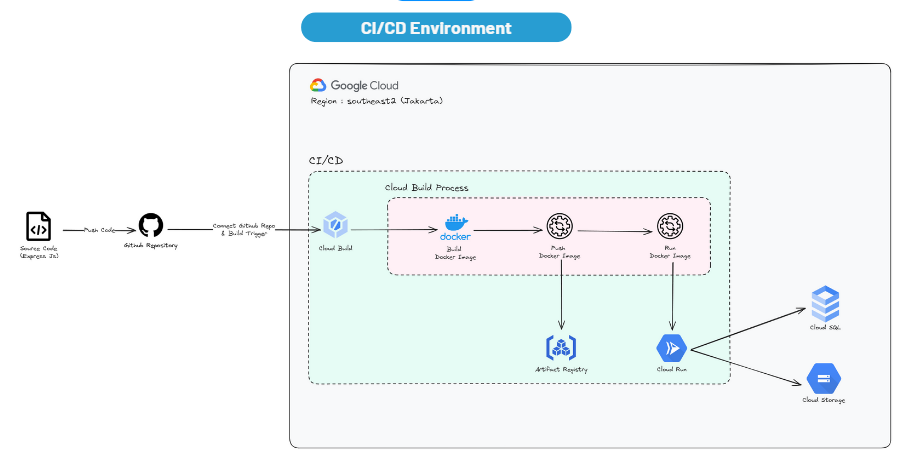 CI/CD Environment
Google Cloud
Region : southeast2 (Jakarta)
CI/CD
Cloud Build Process
Source Code
(Express Js)
Push Code
Github Repository
Connect Github Repo
& Build Trigger
Cloud Build
docker
Build
Docker Image
Push
Docker Image
Run
Docker Image
Artifact Registry
Cloud Run
Cloud SQL
Cloud Storage